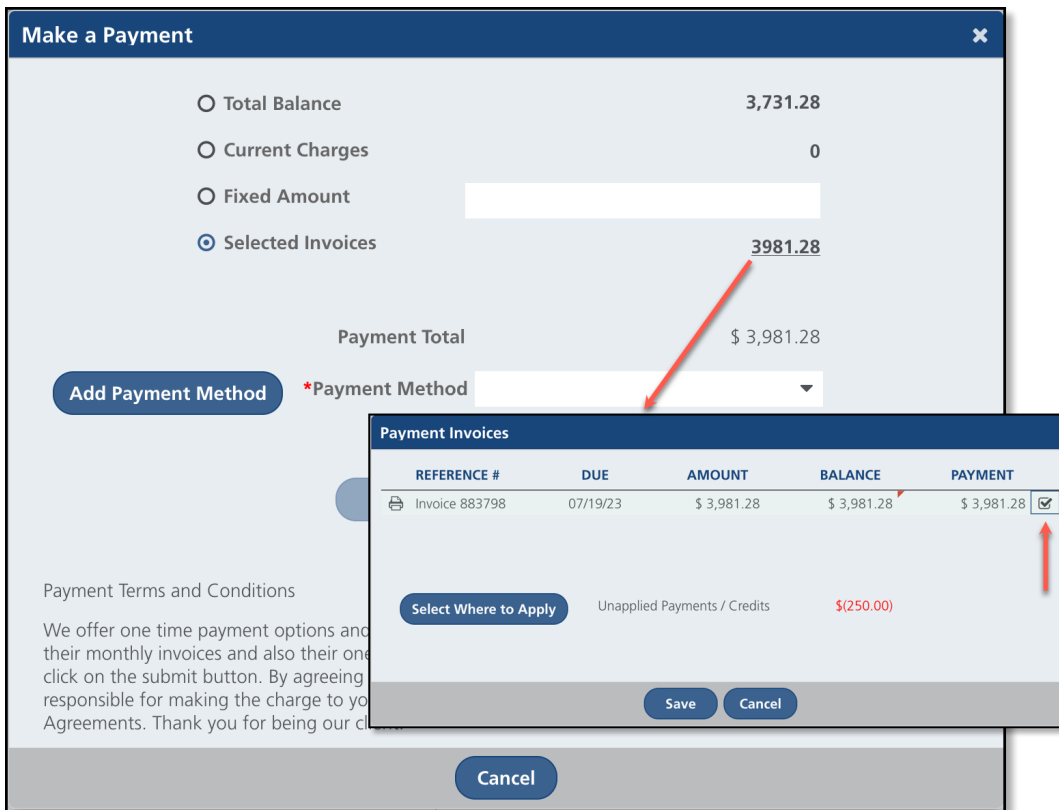 Make a Payment
Total Balance 3,731.28
Current Charges 0
Fixed Amount
Selected Invoices 3981.28
Payment Total $ 3,981.28
Add Payment Method *Payment Method
Payment Invoices
REFERENCE # DUE AMOUNT BALANCE PAYMENT
Invoice 883798 07/19/23 $ 3,981.28 $ 3,981.28 $ 3,981.28
Select Where to Apply Unapplied Payments / Credits $(250.00)
Save Cancel
Payment Terms and Conditions
We offer one time payment options and
their monthly invoices and also their one
click on the submit button. By agreeing
responsible for making the charge to yo
Agreements. Thank you for being our
Cancel